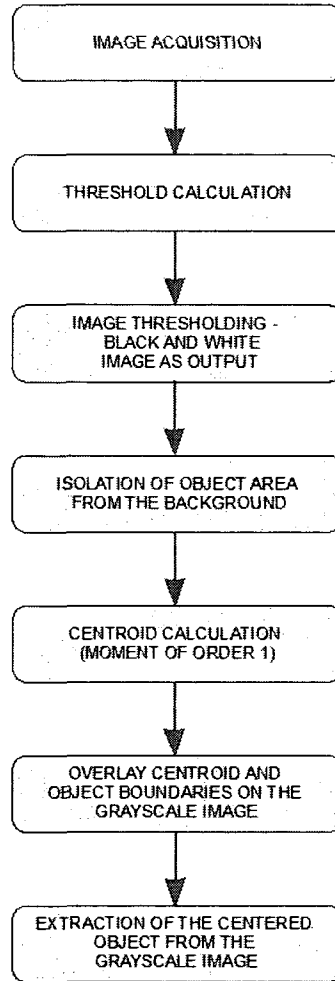 IMAGE ACQUISITION
THRESHOLD CALCULATION
IMAGE THRESHOLDING -
BLACK AND WHITE
IMAGE AS OUTPUT
ISOLATION OF OBJECT AREA
FROM THE BACKGROUND
CENTROID CALCULATION
(MOMENT OF ORDER 1)
OVERLAY CENTROID AND
OBJECT BOUNDARIES ON THE
GRAYSCALE IMAGE
EXTRACTION OF THE CENTERED
OBJECT FROM THE
GRAYSCALE IMAGE